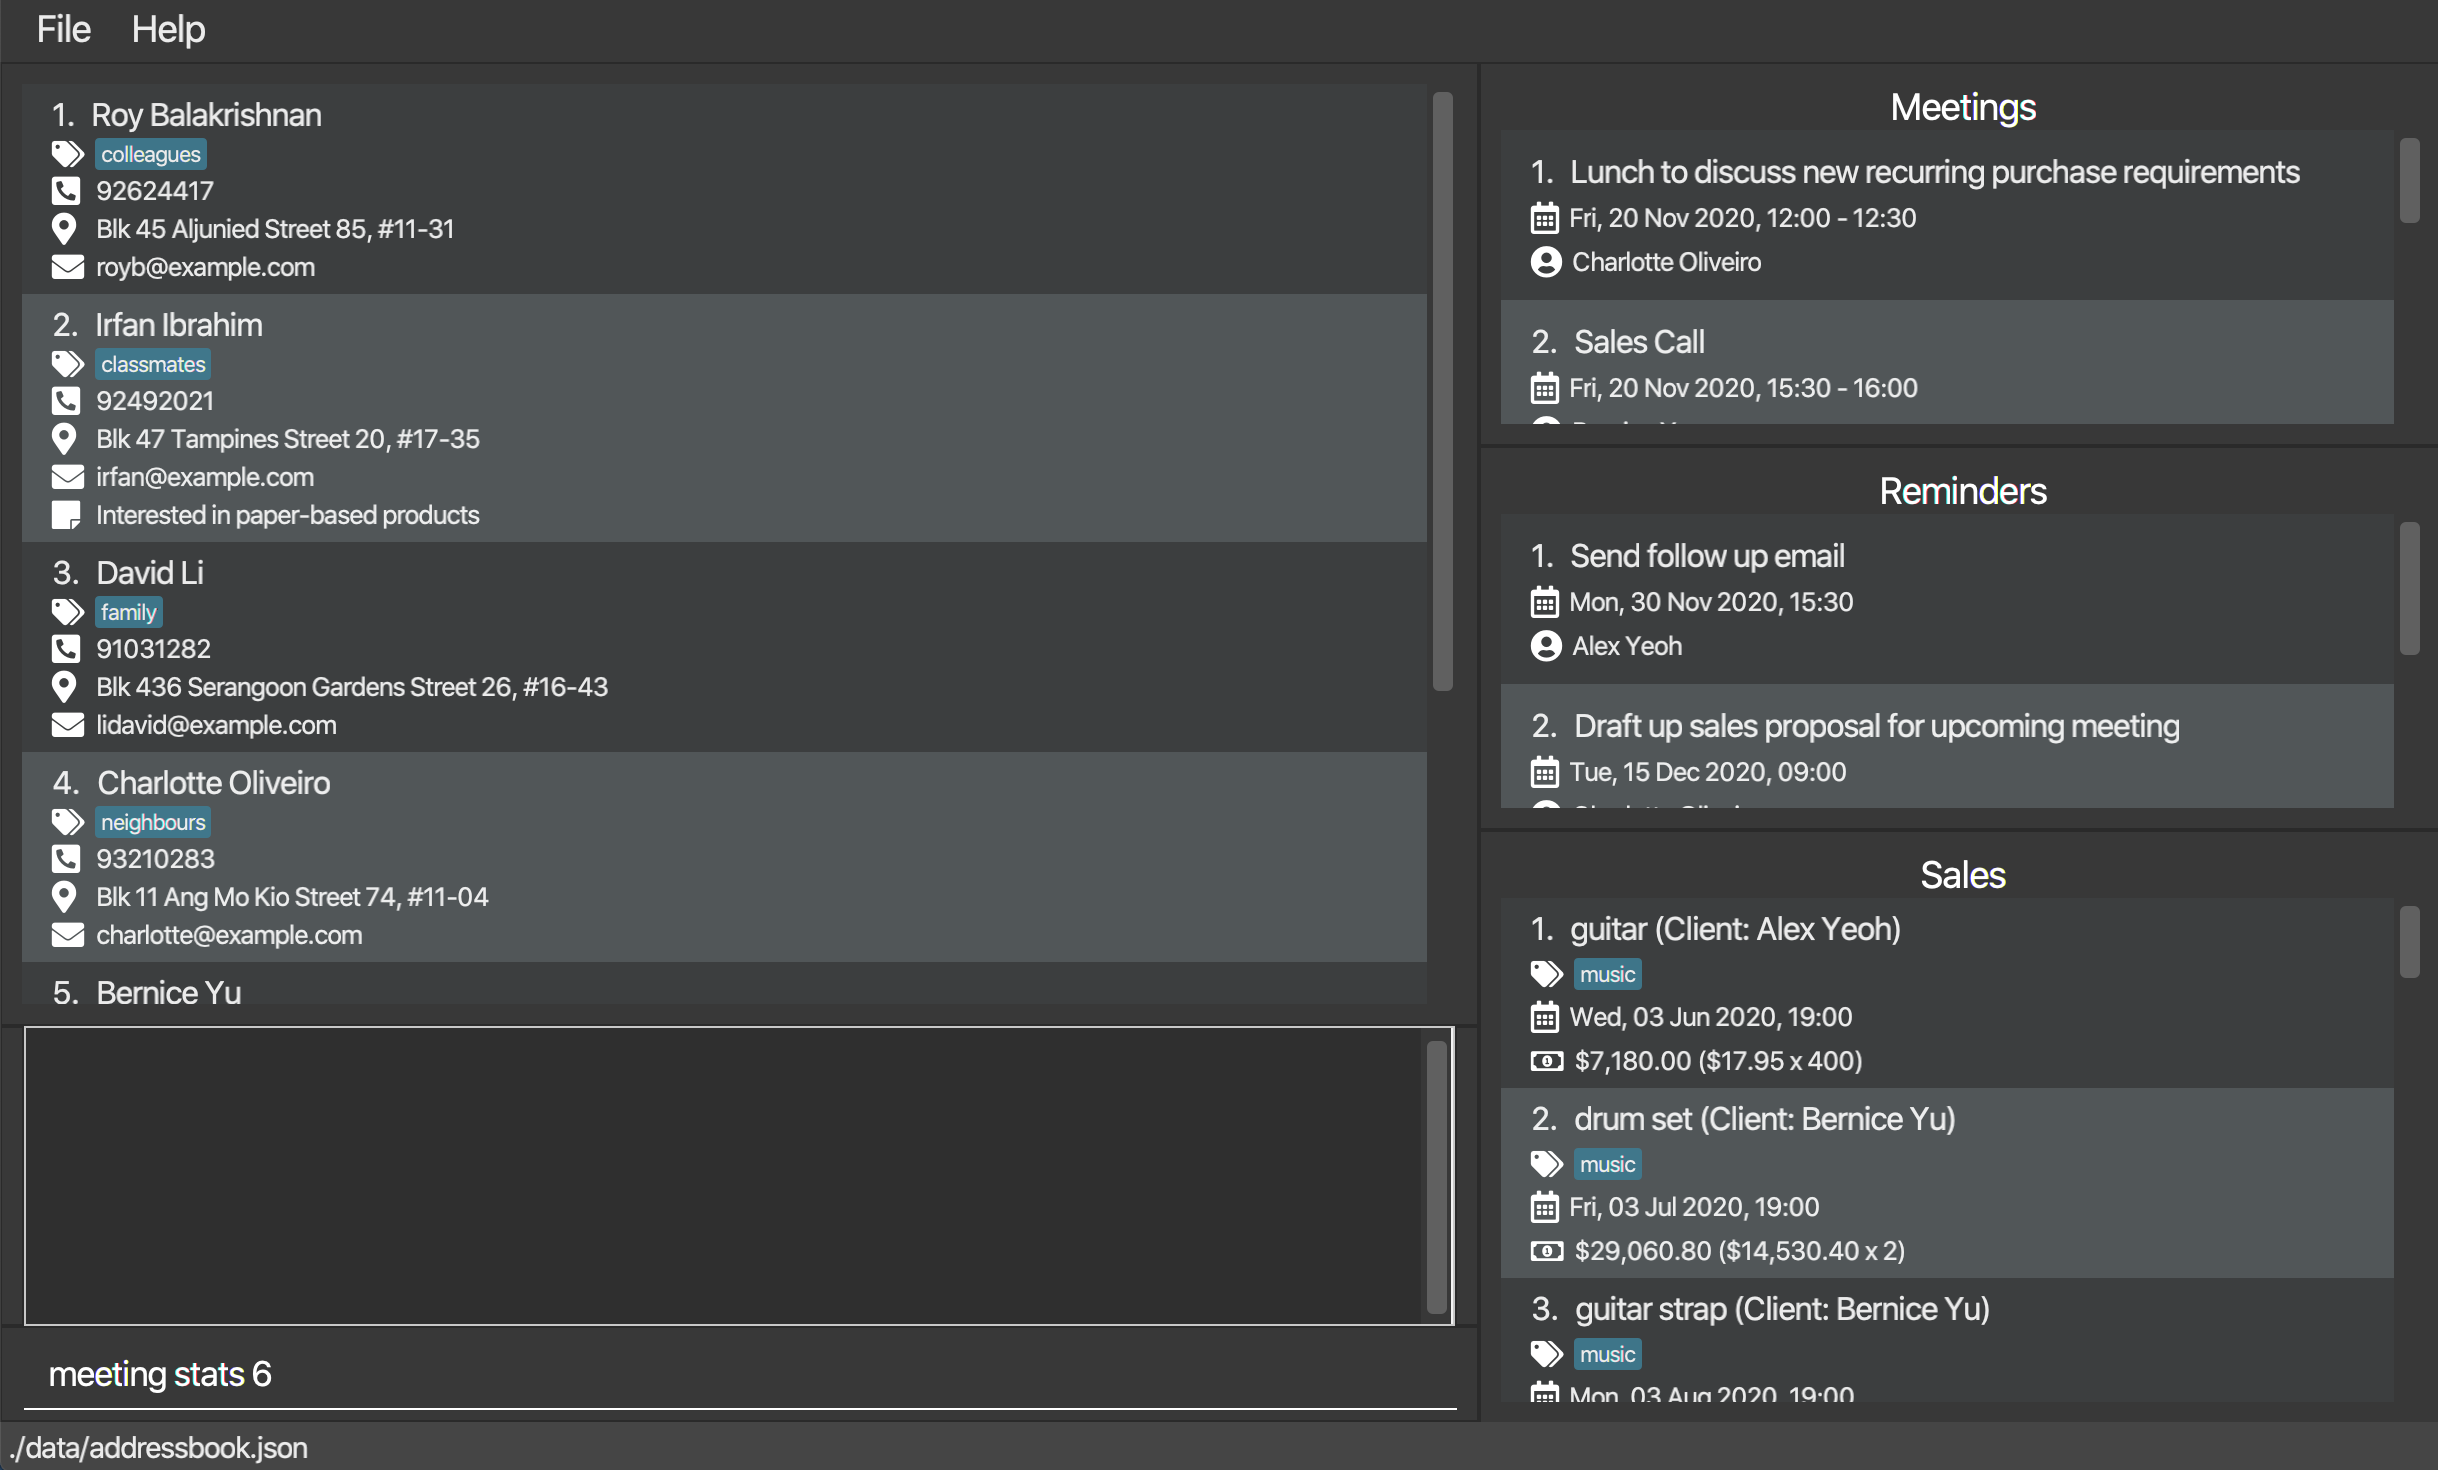 File Help
1. Roy Balakrishnan
colleagues
92624417
Blk 45 Aljunied Street 85, #11-31
royb@example.com
2. Irfan Ibrahim
classmates
92492021
Blk 47 Tampines Street 20, #17-35
irfan@example.com
Interested in paper-based products
3. David Li
family
91031282
Blk 436 Serangoon Gardens Street 26, #16-43
lidavid@example.com
4. Charlotte Oliveiro
neighbours
93210283
Blk 11 Ang Mo Kio Street 74, #11-04
charlotte@example.com
5. Bernice Yu
meeting stats 6
./data/addressbook.json
Meetings
1. Lunch to discuss new recurring purchase requirements
Fri, 20 Nov 2020, 12:00 - 12:30
Charlotte Oliveiro
2. Sales Call
Fri, 20 Nov 2020, 15:30 - 16:00
Reminders
1. Send follow up email
Mon, 30 Nov 2020, 15:30
Alex Yeoh
2. Draft up sales proposal for upcoming meeting
Tue, 15 Dec 2020, 09:00
Sales
1. guitar (Client: Alex Yeoh)
music
Wed, 03 Jun 2020, 19:00
$7,180.00 ($17.95 x 400)
2. drum set (Client: Bernice Yu)
music
Fri, 03 Jul 2020, 19:00
$29,060.80 ($14,530.40 x 2)
3. guitar strap (Client: Bernice Yu)
music
Mon, 03 Aug 2020, 19:00